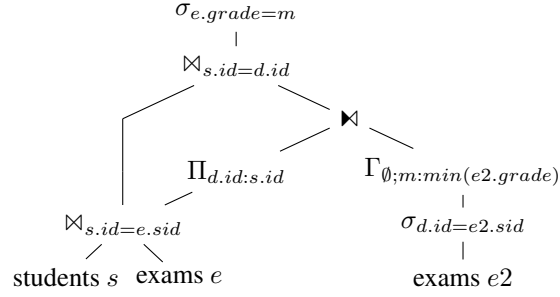 σ_{e.grade=m}
⋈_{s.id=d.id}
⧑
Π_{d.id:s.id}
Γ_{∅;m:min(e2.grade)}
⋈_{s.id=e.sid}
σ_{d.id=e2.sid}
students s exams e exams e2